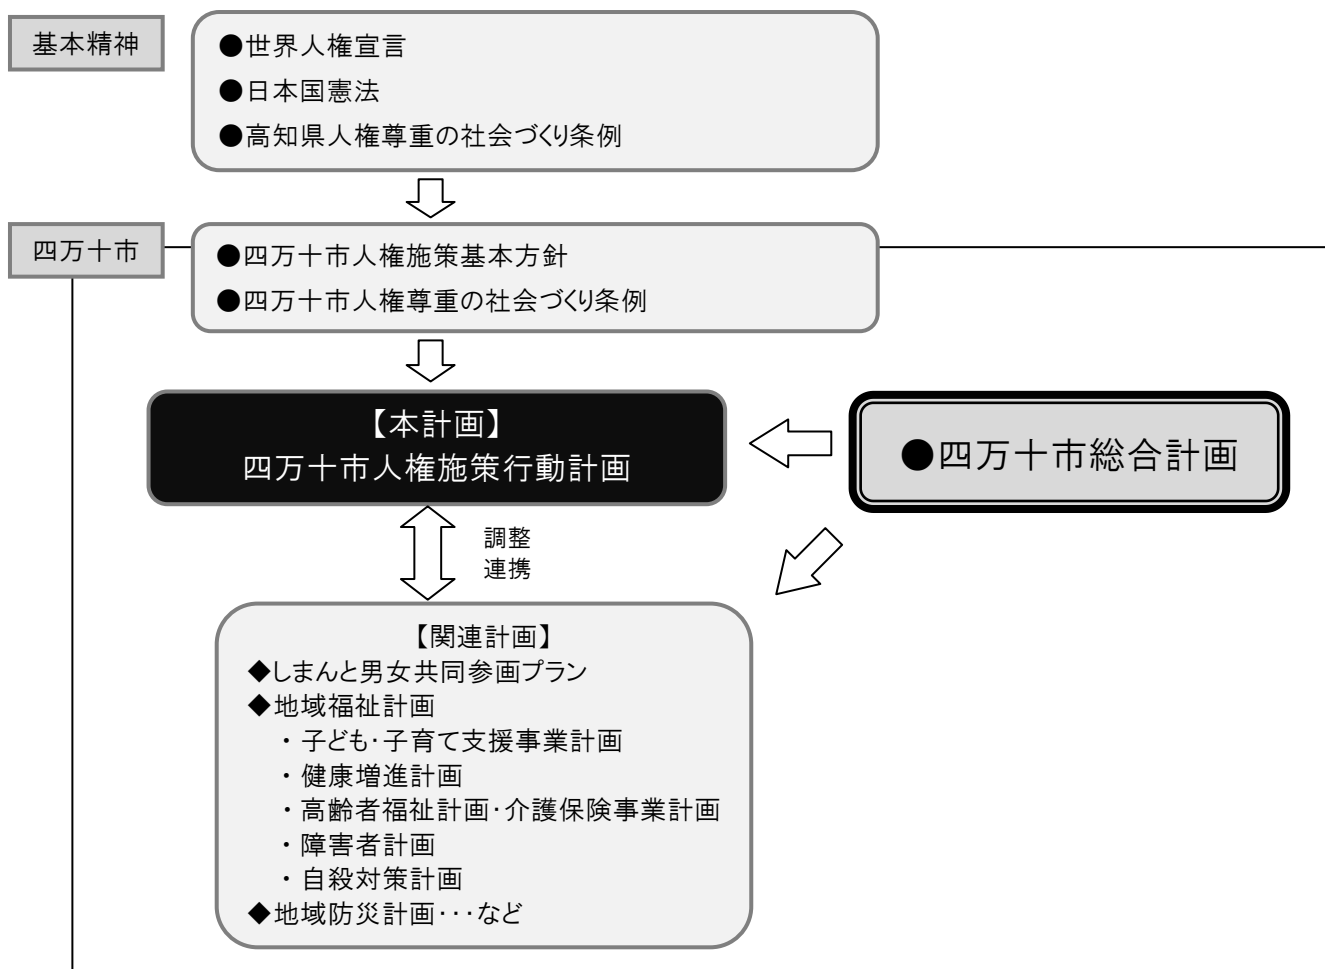 基本精神
●世界人権宣言
●日本国憲法
●高知県人権尊重の社会づくり条例
四万十市
●四万十市人権施策基本方針
●四万十市人権尊重の社会づくり条例
【本計画】
四万十市人権施策行動計画
●四万十市総合計画
調整
連携
【関連計画】
◆しまんと男女共同参画プラン
◆地域福祉計画
・子ども・子育て支援事業計画
・健康増進計画
・高齢者福祉計画・介護保険事業計画
・障害者計画
・自殺対策計画
◆地域防災計画・・・など